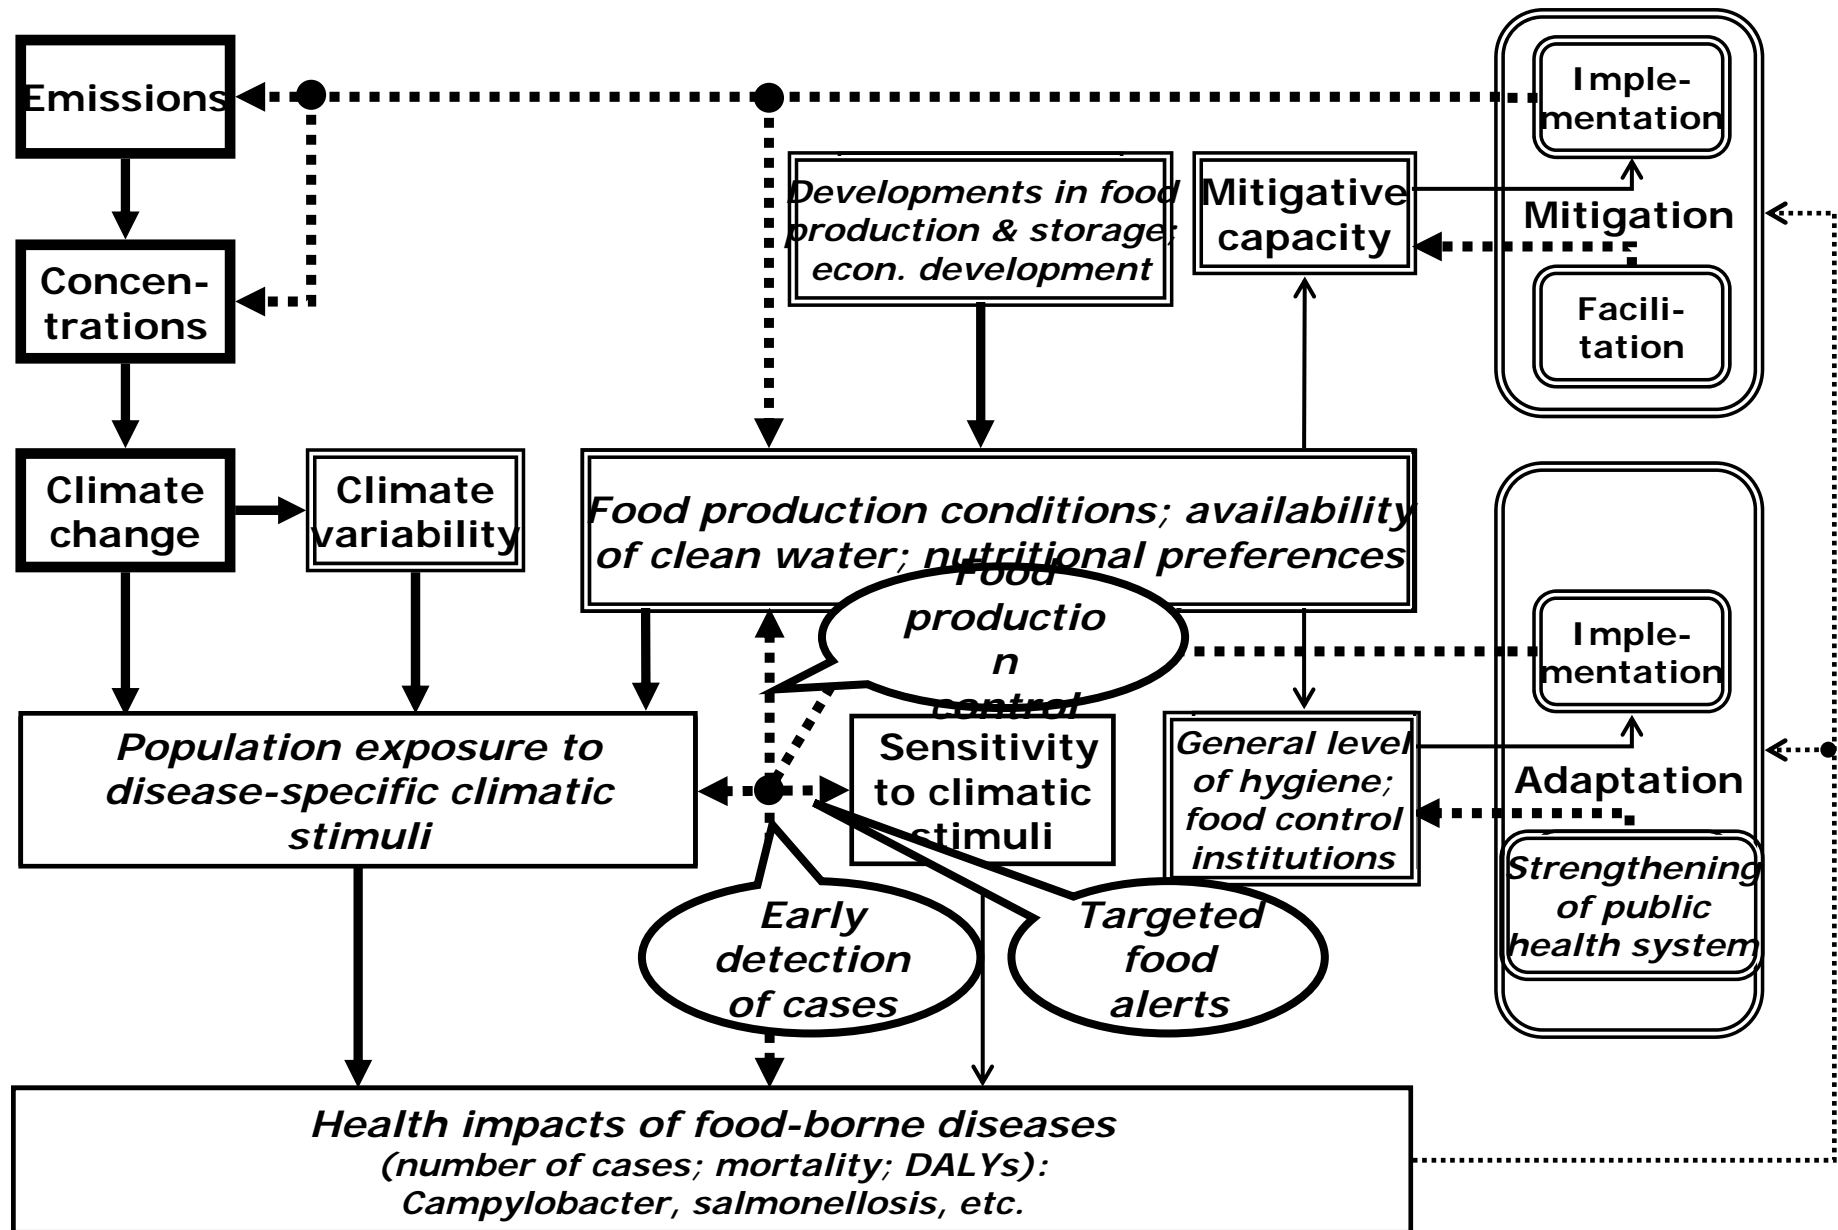 Emissions
Imple-
mentation
Developments in food
production & storage;
econ. development
Mitigative
capacity
Mitigation
Concen-
trations
Facili-
tation
Climate
change
Climate
variability
Food production conditions; availability
of clean water; nutritional preferences
Food
productio
n
control
Imple-
mentation
Population exposure to
disease-specific climatic
stimuli
Sensitivity
to climatic
stimuli
General level
of hygiene;
food control
institutions
Adaptation
Strengthening
of public
health system
Early
detection
of cases
Targeted
food
alerts
Health impacts of food-borne diseases
(number of cases; mortality; DALYs):
Campylobacter, salmonellosis, etc.